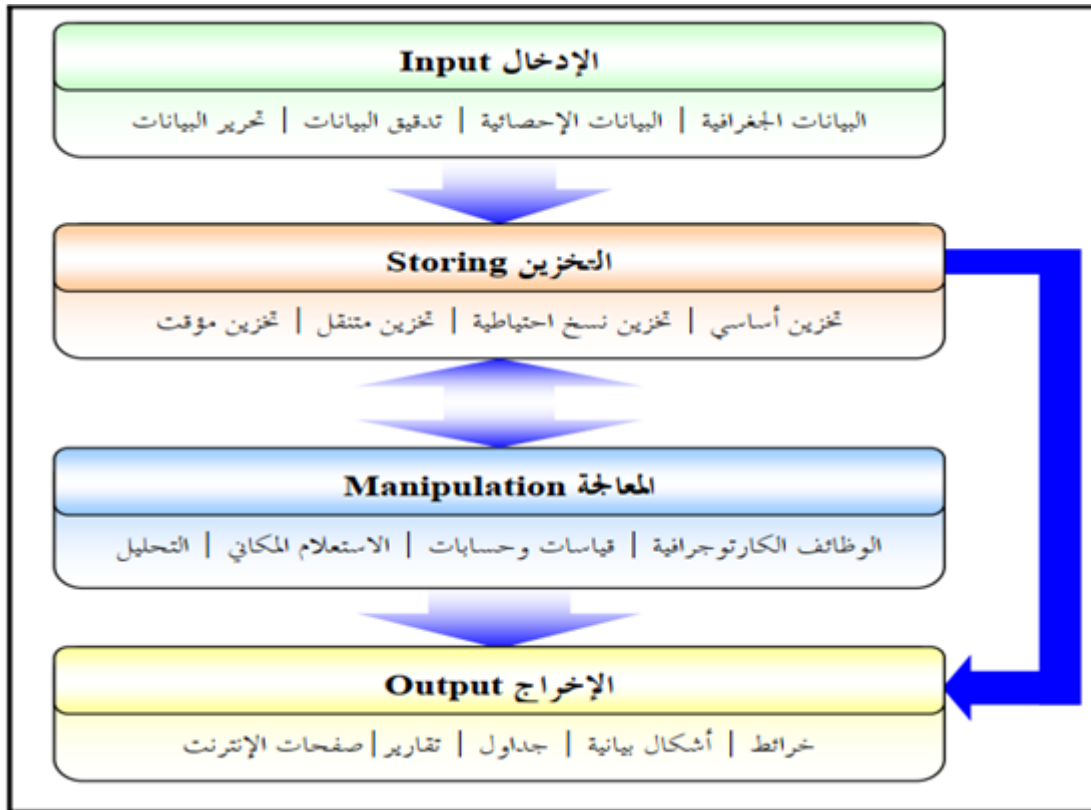 الإدخال Input
البيانات الجغرافية | البيانات الإحصائية | تدقيق البيانات | تحرير البيانات
التخزين Storing
تخزين أساسي | تخزين نسخ احتياطية | تخزين متنقل | تخزين مؤقت
المعالجة Manipulation
الوظائف الكارتوجرافية | قياسات وحسابات | الاستعلام المكاني | التحليل
الإخراج Output
خرائط | أشكال بيانية | جداول | تقارير | صفحات الإنترنت